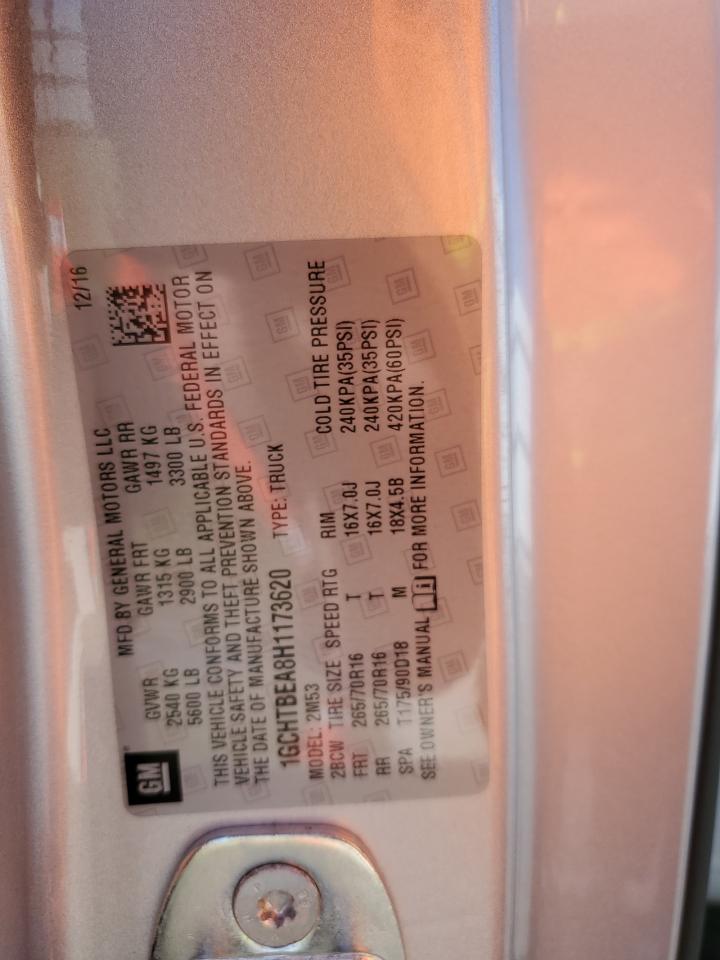 GM
MFD BY GENERAL MOTORS LLC 12/16
GVWR GAWR FRT GAWR RR
2540 KG 1315 KG 1497 KG
5600 LB 2900 LB 3300 LB
THIS VEHICLE CONFORMS TO ALL APPLICABLE U.S. FEDERAL MOTOR
VEHICLE SAFETY AND THEFT PREVENTION STANDARDS IN EFFECT ON
THE DATE OF MANUFACTURE SHOWN ABOVE.
1GCHTBEA8H1173620 TYPE: TRUCK
MODEL: 2M53
2BCW TIRE SIZE SPEED RTG RIM COLD TIRE PRESSURE
FRT 265/70R16 T 16X7.0J 240KPA(35PSI)
RR 265/70R16 T 16X7.0J 240KPA(35PSI)
SPA T175/90D18 M 18X4.5B 420KPA(60PSI)
SEE OWNER'S MANUAL FOR MORE INFORMATION.